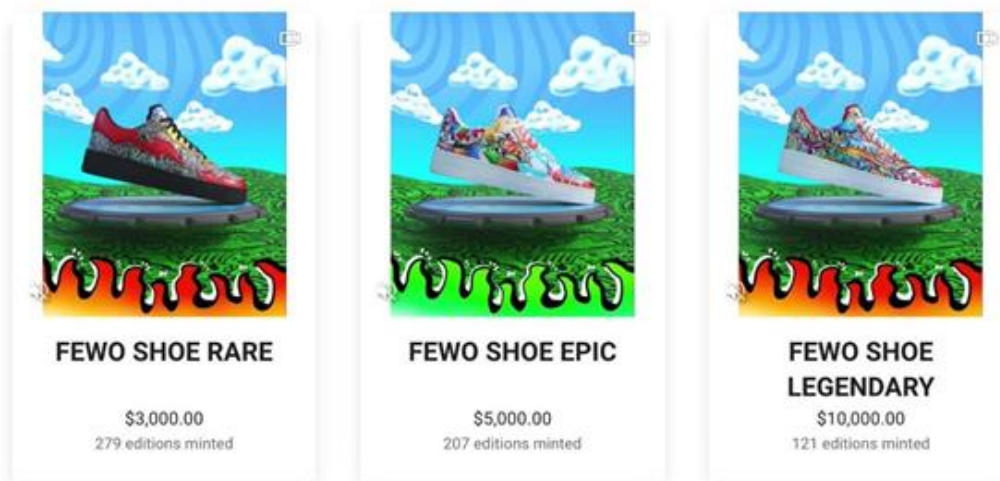 FEWO SHOE RARE
$3,000.00
279 editions minted
FEWO SHOE EPIC
$5,000.00
207 editions minted
FEWO SHOE
LEGENDARY
$10,000.00
121 editions minted